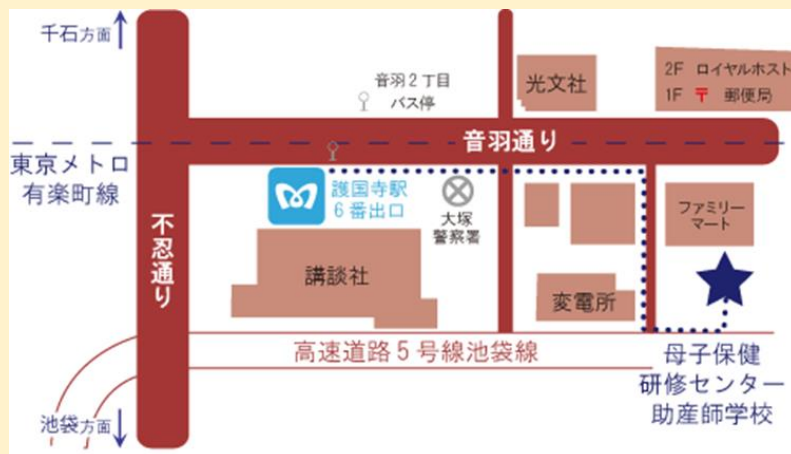 千石方面
音羽2丁目
バス停
光文社
2F ロイヤルホスト
1F 〒 郵便局
音羽通り
東京メトロ
有楽町線
護国寺駅
6番出口
大塚
警察署
ファミリー
マート
不忍通り
講談社
変電所
高速道路5号線池袋線
母子保健
研修センター
助産師学校
池袋方面